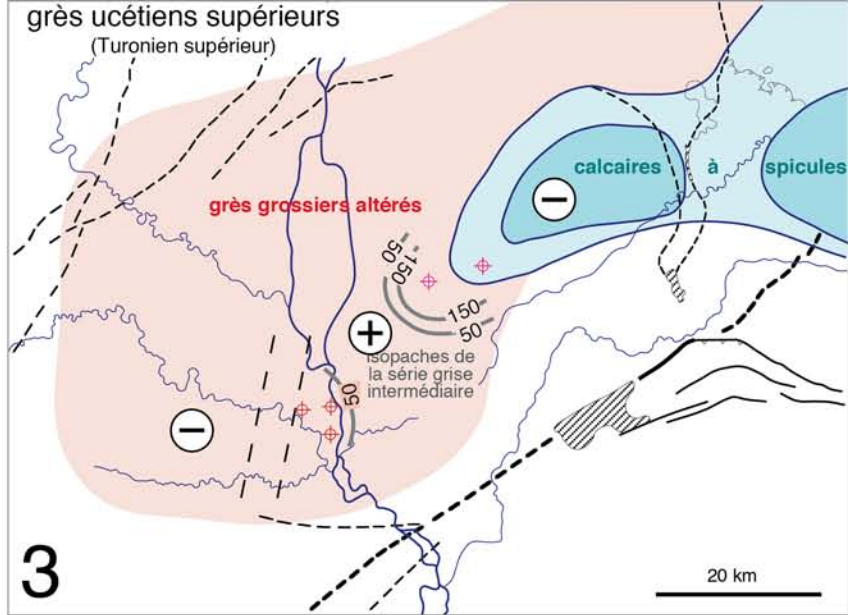 grès ucétiens supérieurs
(Turonien supérieur)
calcaires à spicules
grès grossiers altérés
50
150
150
50
isopaches de
la série grise
intermédiaire
50
3
20 km